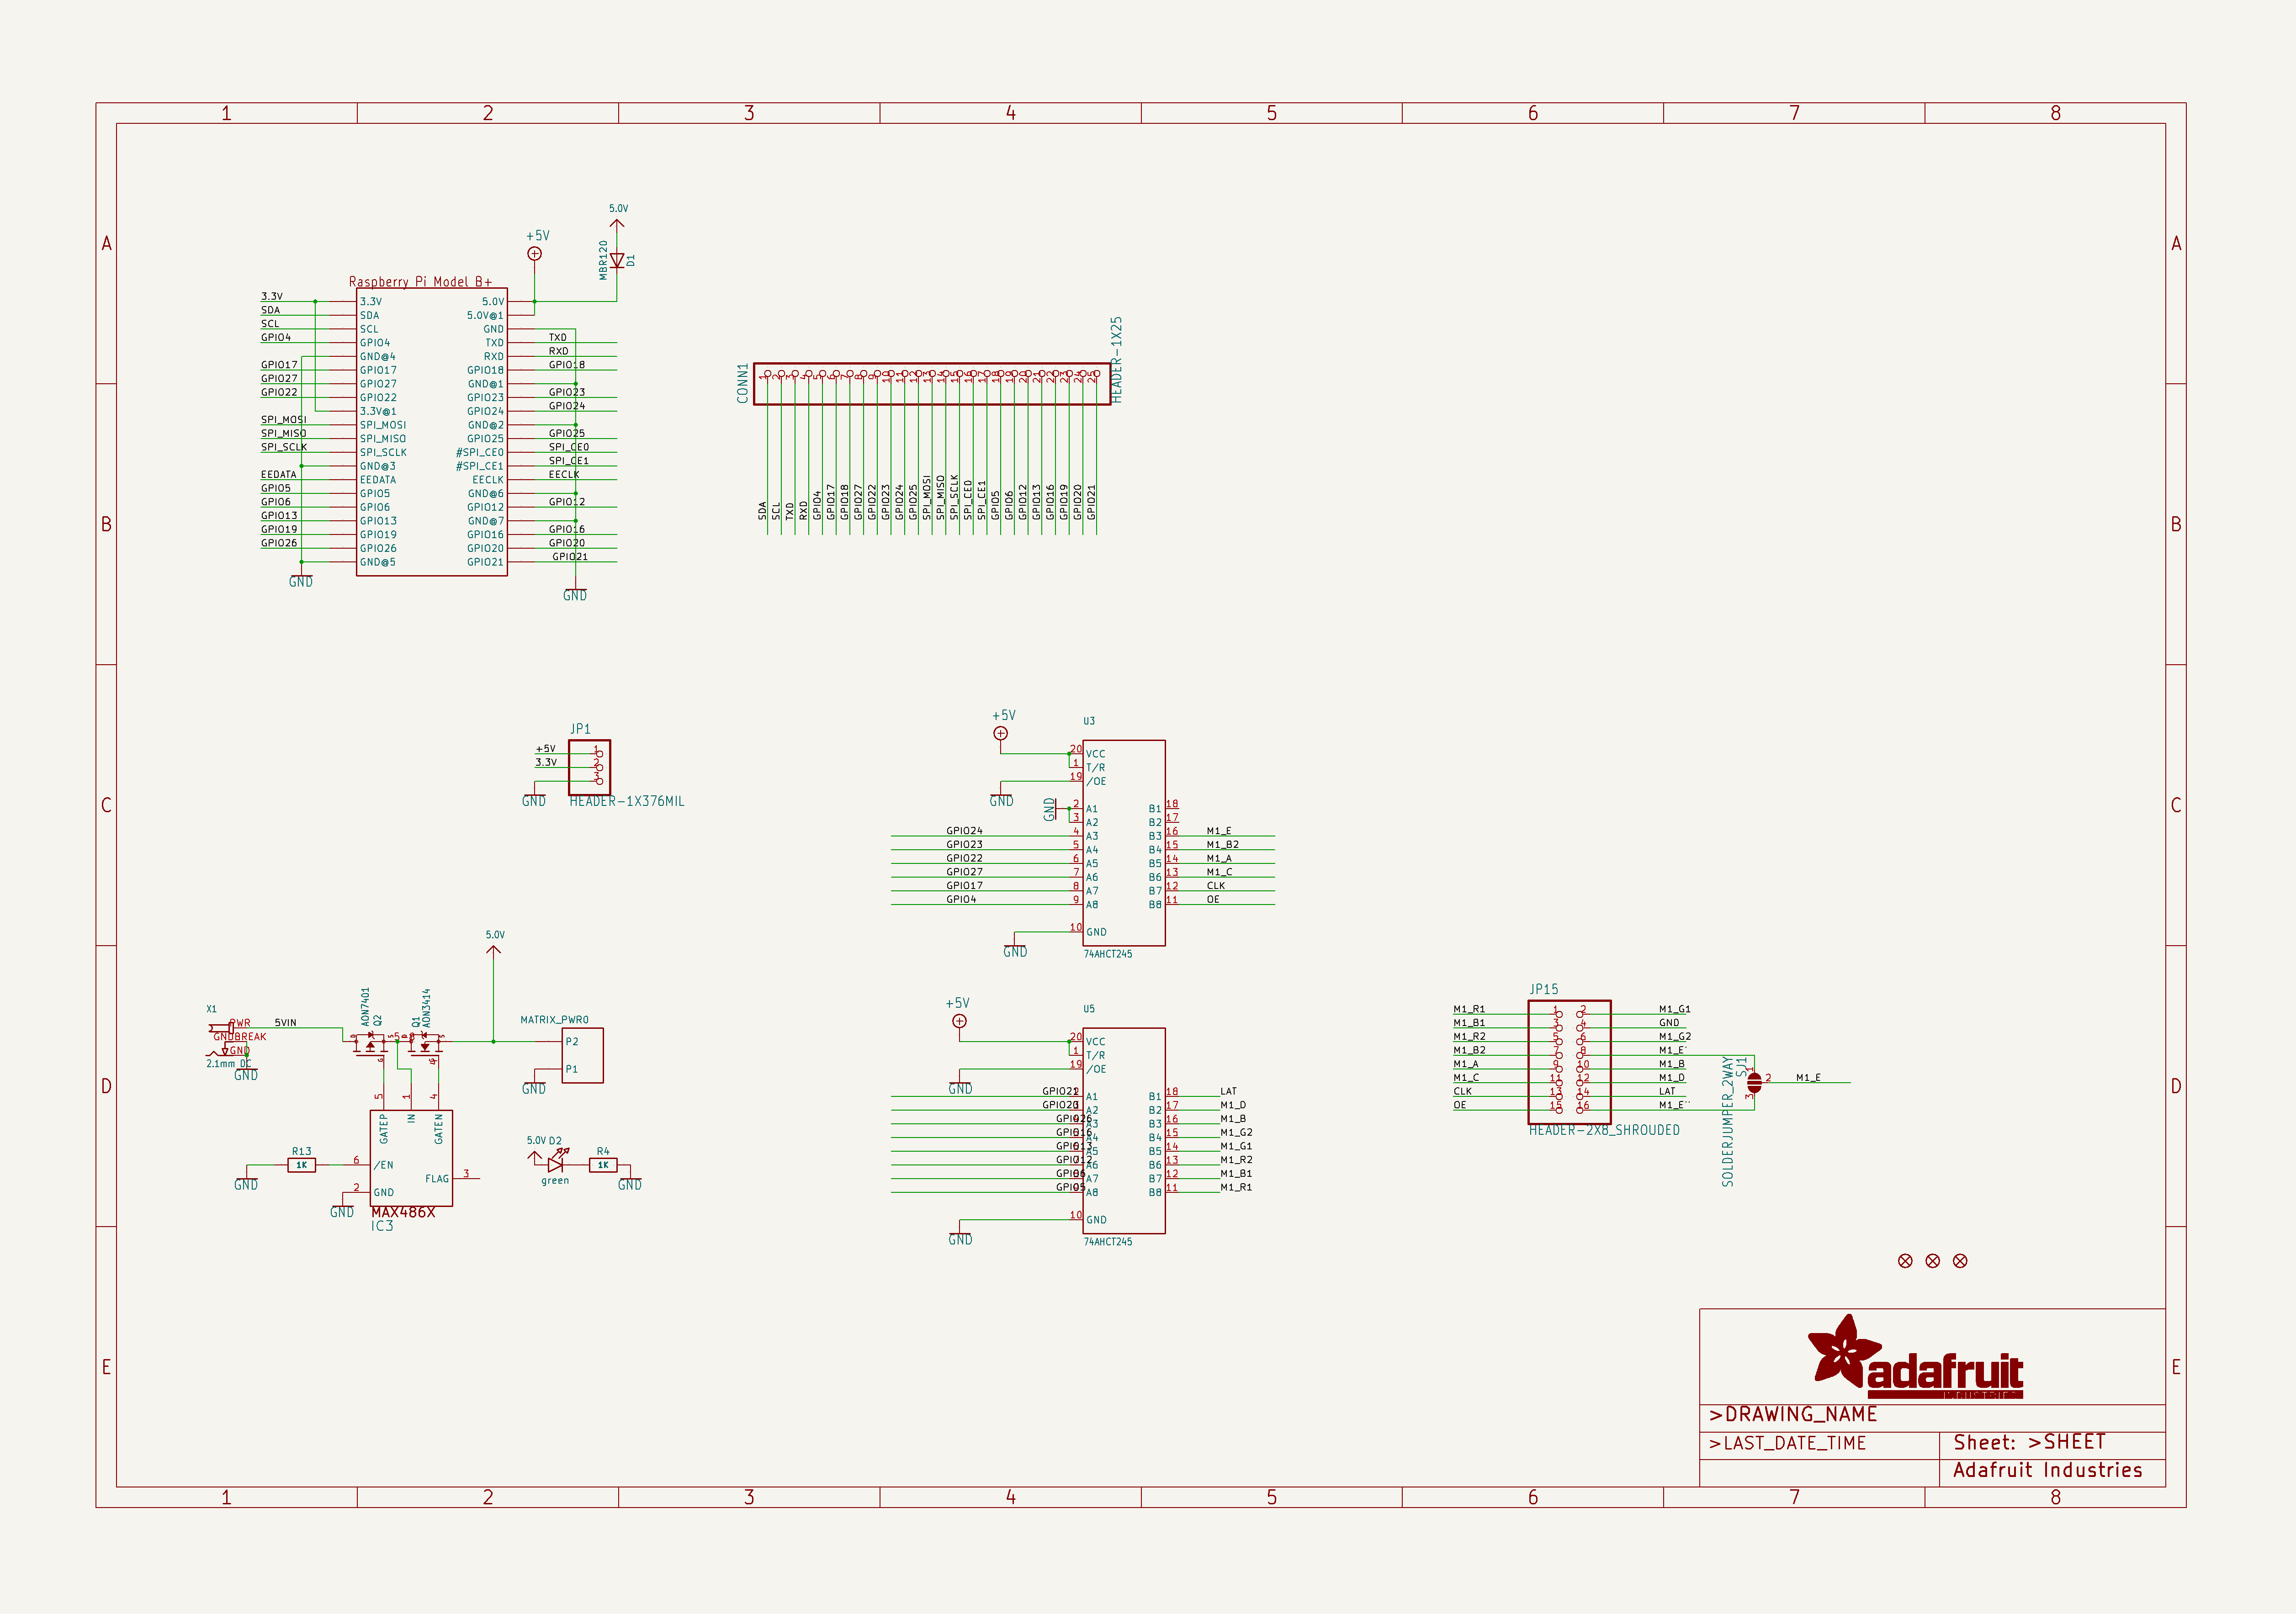 1 2 3 4 5 6 7 8
A A
5.0V
+5V
MBR120
D1
Raspberry Pi Model B+
3.3V 3.3V 5.0V
SDA SDA 5.0V@1
SCL SCL GND
GPIO4 GPIO4 TXD TXD
GND@4 RXD RXD
GPIO17 GPIO17 GPIO18 GPIO18
GPIO27 GPIO27 GND@1
GPIO22 GPIO22 GPIO23 GPIO23
3.3V@1 GPIO24 GPIO24
SPI_MOSI SPI_MOSI GND@2
SPI_MISO SPI_MISO GPIO25 GPIO25
SPI_SCLK SPI_SCLK #SPI_CE0 SPI_CE0
GND@3 #SPI_CE1 SPI_CE1
EEDATA EEDATA EECLK EECLK
GPIO5 GPIO5 GND@6
GPIO6 GPIO6 GPIO12 GPIO12
GPIO13 GPIO13 GND@7
GPIO19 GPIO19 GPIO16 GPIO16
GPIO26 GPIO26 GPIO20 GPIO20
GND@5 GPIO21 GPIO21
GND
GND
CONN1
HEADER-1X25
1 2 3 4 5 6 7 8 9 10 11 12 13 14 15 16 17 18 19 20 21 22 23 24 25
SDA
SCL
TXD
RXD
GPIO4
GPIO17
GPIO18
GPIO27
GPIO22
GPIO23
GPIO24
GPIO25
SPI_MOSI
SPI_MISO
SPI_SCLK
SPI_CE0
SPI_CE1
GPIO5
GPIO6
GPIO12
GPIO13
GPIO16
GPIO19
GPIO20
GPIO21
B B
JP1
+5V 1
3.3V 2
3
GND
HEADER-1X376MIL
C C
+5V
U3
20 VCC
1 T/R
19 /OE
GND
GND
2 A1 B1 18
3 A2 B2 17
GPIO24 4 A3 B3 16 M1_E
GPIO23 5 A4 B4 15 M1_B2
GPIO22 6 A5 B5 14 M1_A
GPIO27 7 A6 B6 13 M1_C
GPIO17 8 A7 B7 12 CLK
GPIO4 9 A8 B8 11 OE
10 GND
GND
74AHCT245
5.0V
X1
PWR
GNDBREAK
GND
2.1mm DC
GND
5VIN
AON7401
Q2
Q1
AON3414
MATRIX_PWR0
P2
P1
GND
5 1 4
GATEP IN GATEN
6 /EN
FLAG 3
2 GND
MAX486X
IC3
R13
1K
GND
GND
5.0V D2
green
R4
1K
GND
+5V
U5
20 VCC
1 T/R
19 /OE
GND
GPIO21 A1 B1 18 LAT
GPIO20 A2 B2 17 M1_D
GPIO26 A3 B3 16 M1_B
GPIO16 A4 B4 15 M1_G2
GPIO13 A5 B5 14 M1_G1
GPIO12 A6 B6 13 M1_R2
GPIO6 A7 B7 12 M1_B1
GPIO5 A8 B8 11 M1_R1
10 GND
GND
74AHCT245
D D
JP15
M1_R1 1 2 M1_G1
M1_B1 3 4 GND
M1_R2 5 6 M1_G2
M1_B2 7 8 M1_E'
M1_A 9 10 M1_B
M1_C 11 12 M1_D
CLK 13 14 LAT
OE 15 16 M1_E''
HEADER-2X8_SHROUDED
SOLDERJUMPER_2WAY
SJ1
1
2 M1_E
3
E E
adafruit
INDUSTRIES
>DRAWING_NAME
>LAST_DATE_TIME Sheet: >SHEET
Adafruit Industries
1 2 3 4 5 6 7 8